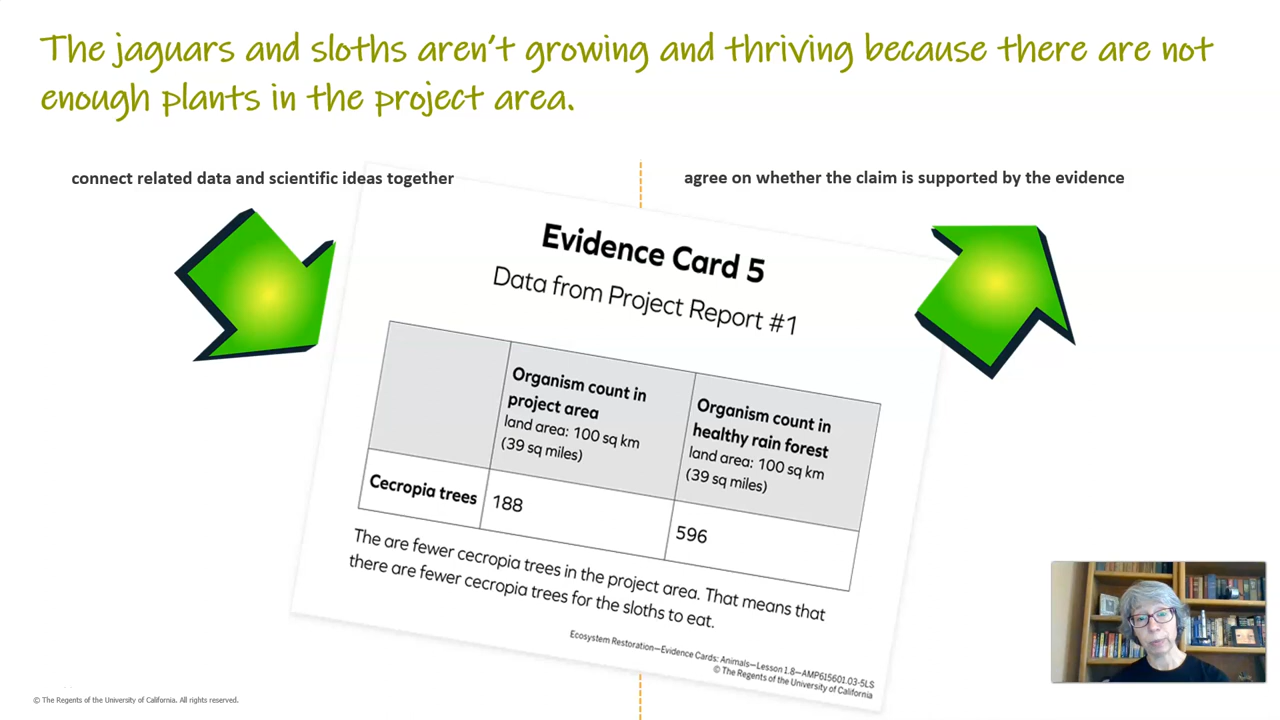 The jaguars and sloths aren't growing and thriving because there are not
enough plants in the project area.
connect related data and scientific ideas together
agree on whether the claim is supported by the evidence
Evidence Card 5
Data from Project Report #1
Organism count in
project area
land area: 100 sq km
(39 sq miles)
Organism count in
healthy rain forest
land area: 100 sq km
(39 sq miles)
Cecropia trees
188
596
The are fewer cecropia trees in the project area. That means that
there are fewer cecropia trees for the sloths to eat.
Ecosystem Restoration—Evidence Cards: Animals—Lesson 1.8—AMP615601.03-5LS
© The Regents of the University of California
© The Regents of the University of California. All rights reserved.